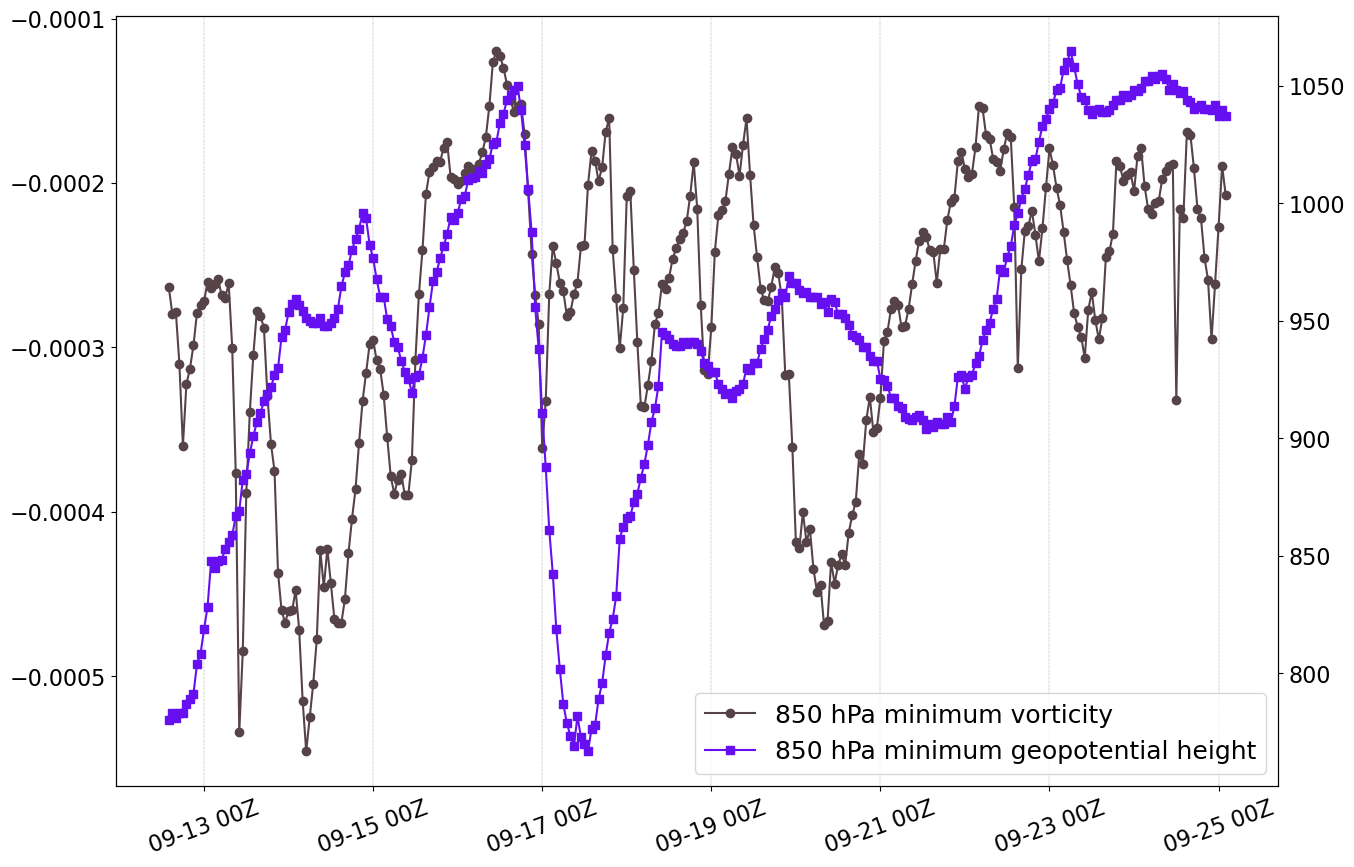 −0.0001
−0.0002
−0.0003
−0.0004
−0.0005
1050
1000
950
900
850
800
850 hPa minimum vorticity
850 hPa minimum geopotential height
09-13 00Z
09-15 00Z
09-17 00Z
09-19 00Z
09-21 00Z
09-23 00Z
09-25 00Z